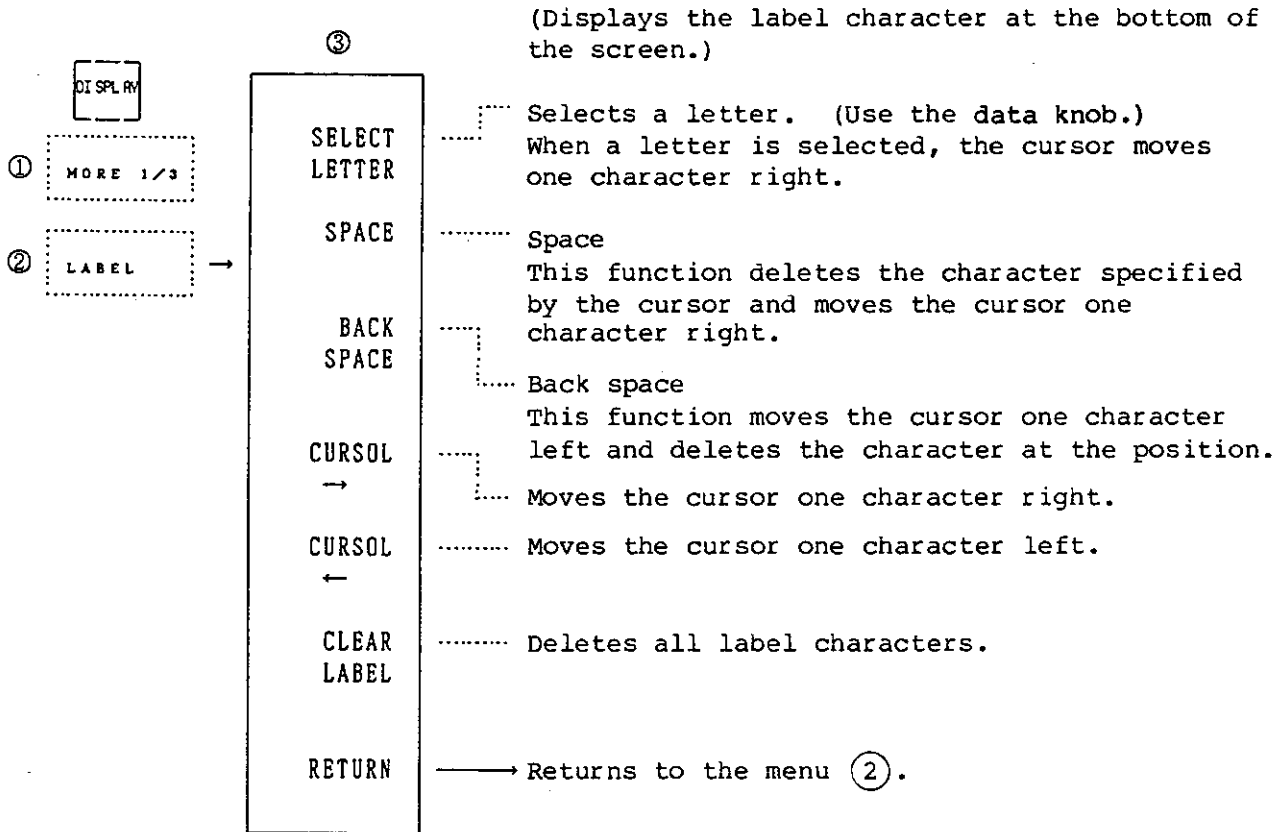 (Displays the label character at the bottom of
the screen.)
③
DISPLAY
① MORE 1/3
② LABEL →
SELECT
LETTER
Selects a letter. (Use the data knob.)
When a letter is selected, the cursor moves
one character right.
SPACE
Space
This function deletes the character specified
by the cursor and moves the cursor one
character right.
BACK
SPACE
Back space
This function moves the cursor one character
left and deletes the character at the position.
CURSOL
→
Moves the cursor one character right.
CURSOL
←
Moves the cursor one character left.
CLEAR
LABEL
Deletes all label characters.
RETURN
Returns to the menu ②.